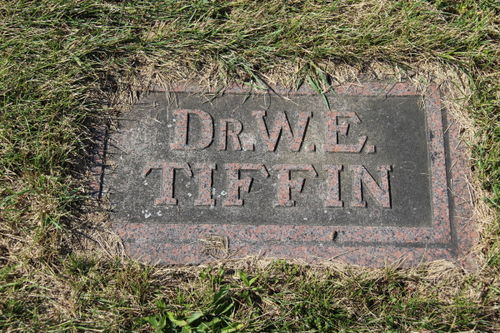 DR. W. E.
TIFFIN